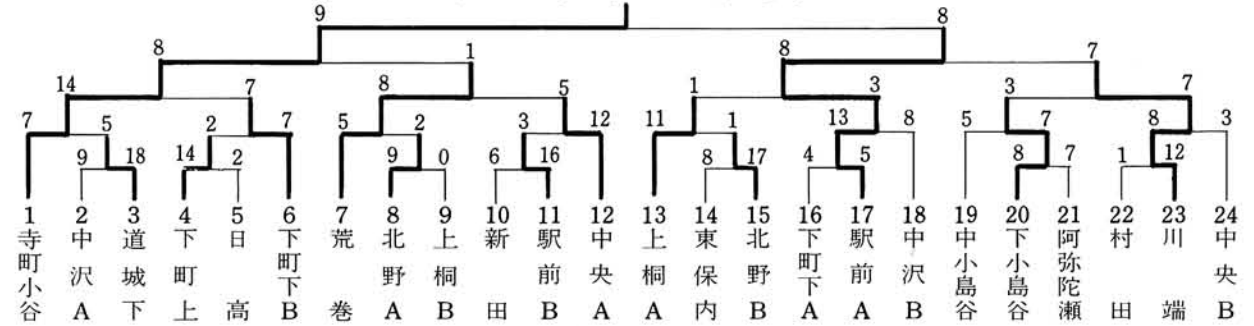 9 8
8 1 8 7
14 7 8 5 1 3 3 7
7 5 2 7 5 2 3 12 11 1 13 8 5 7 8 3
9 18 14 2 9 0 6 16 8 17 4 5 8 7 1 12
1 2 3 4 5 6 7 8 9 10 11 12 13 14 15 16 17 18 19 20 21 22 23 24
寺町小谷
中沢A
道城下
下町上
日高
下町下B
荒巻
北野A
上桐B
新田
駅前B
中央A
上桐A
東保内
北野B
下町下A
駅前A
中沢B
中小島谷
下小島谷
阿弥陀瀬
村田
川端
中央B